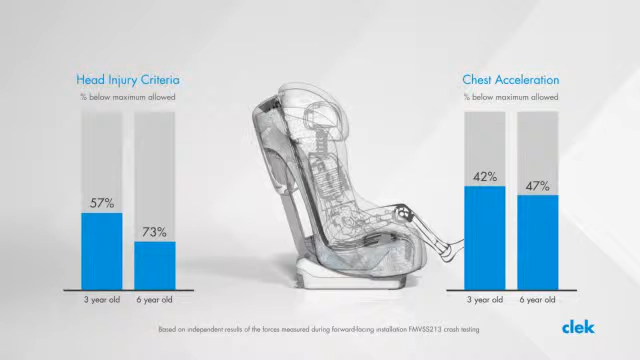 Head Injury Criteria
% below maximum allowed
57%
73%
3 year old
6 year old
Chest Acceleration
% below maximum allowed
42%
47%
3 year old
6 year old
Based on independent results of the forces measured during forward-facing installation FMVSS213 crash testing
clek